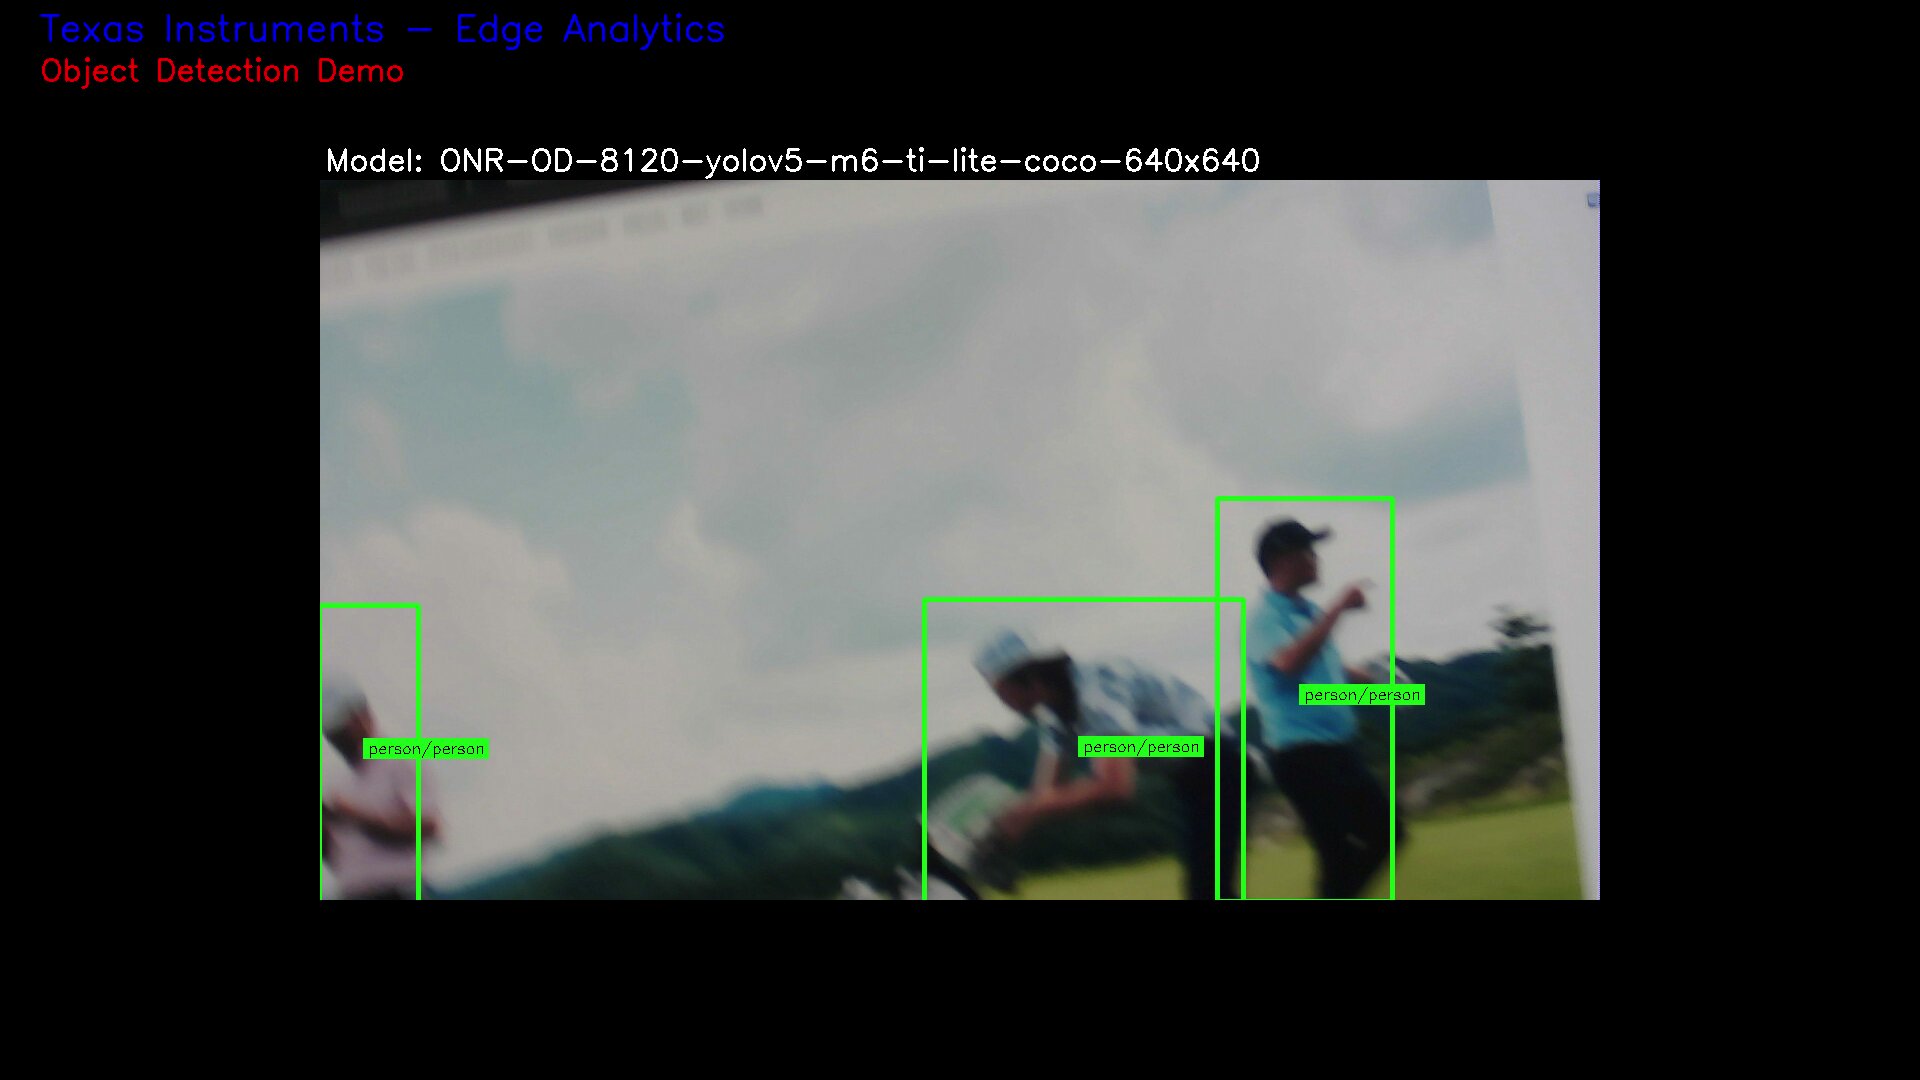 Texas Instruments - Edge Analytics
Object Detection Demo
Model: ONR-OD-8120-yolov5-m6-ti-lite-coco-640x640
person/person
person/person
person/person